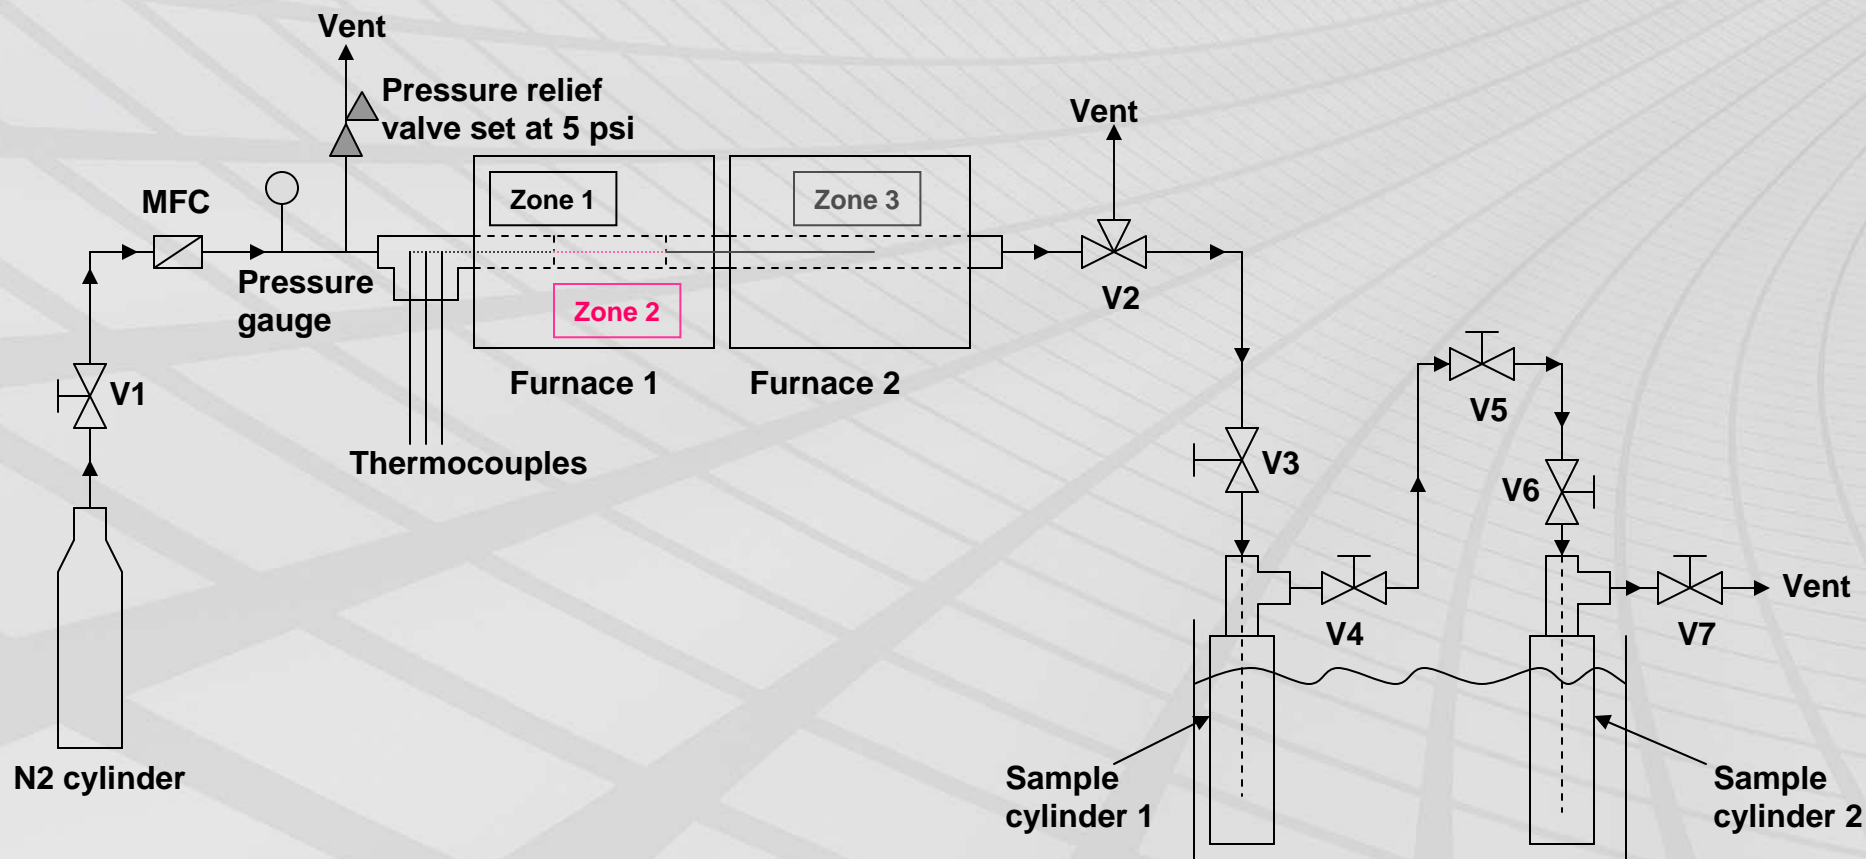 Vent
Pressure relief
valve set at 5 psi
Vent
MFC
Zone 1
Zone 3
Pressure
gauge
Zone 2
V2
Furnace 1
Furnace 2
V1
V5
Thermocouples
V3
V6
Vent
V4
V7
N2 cylinder
Sample
cylinder 1
Sample
cylinder 2